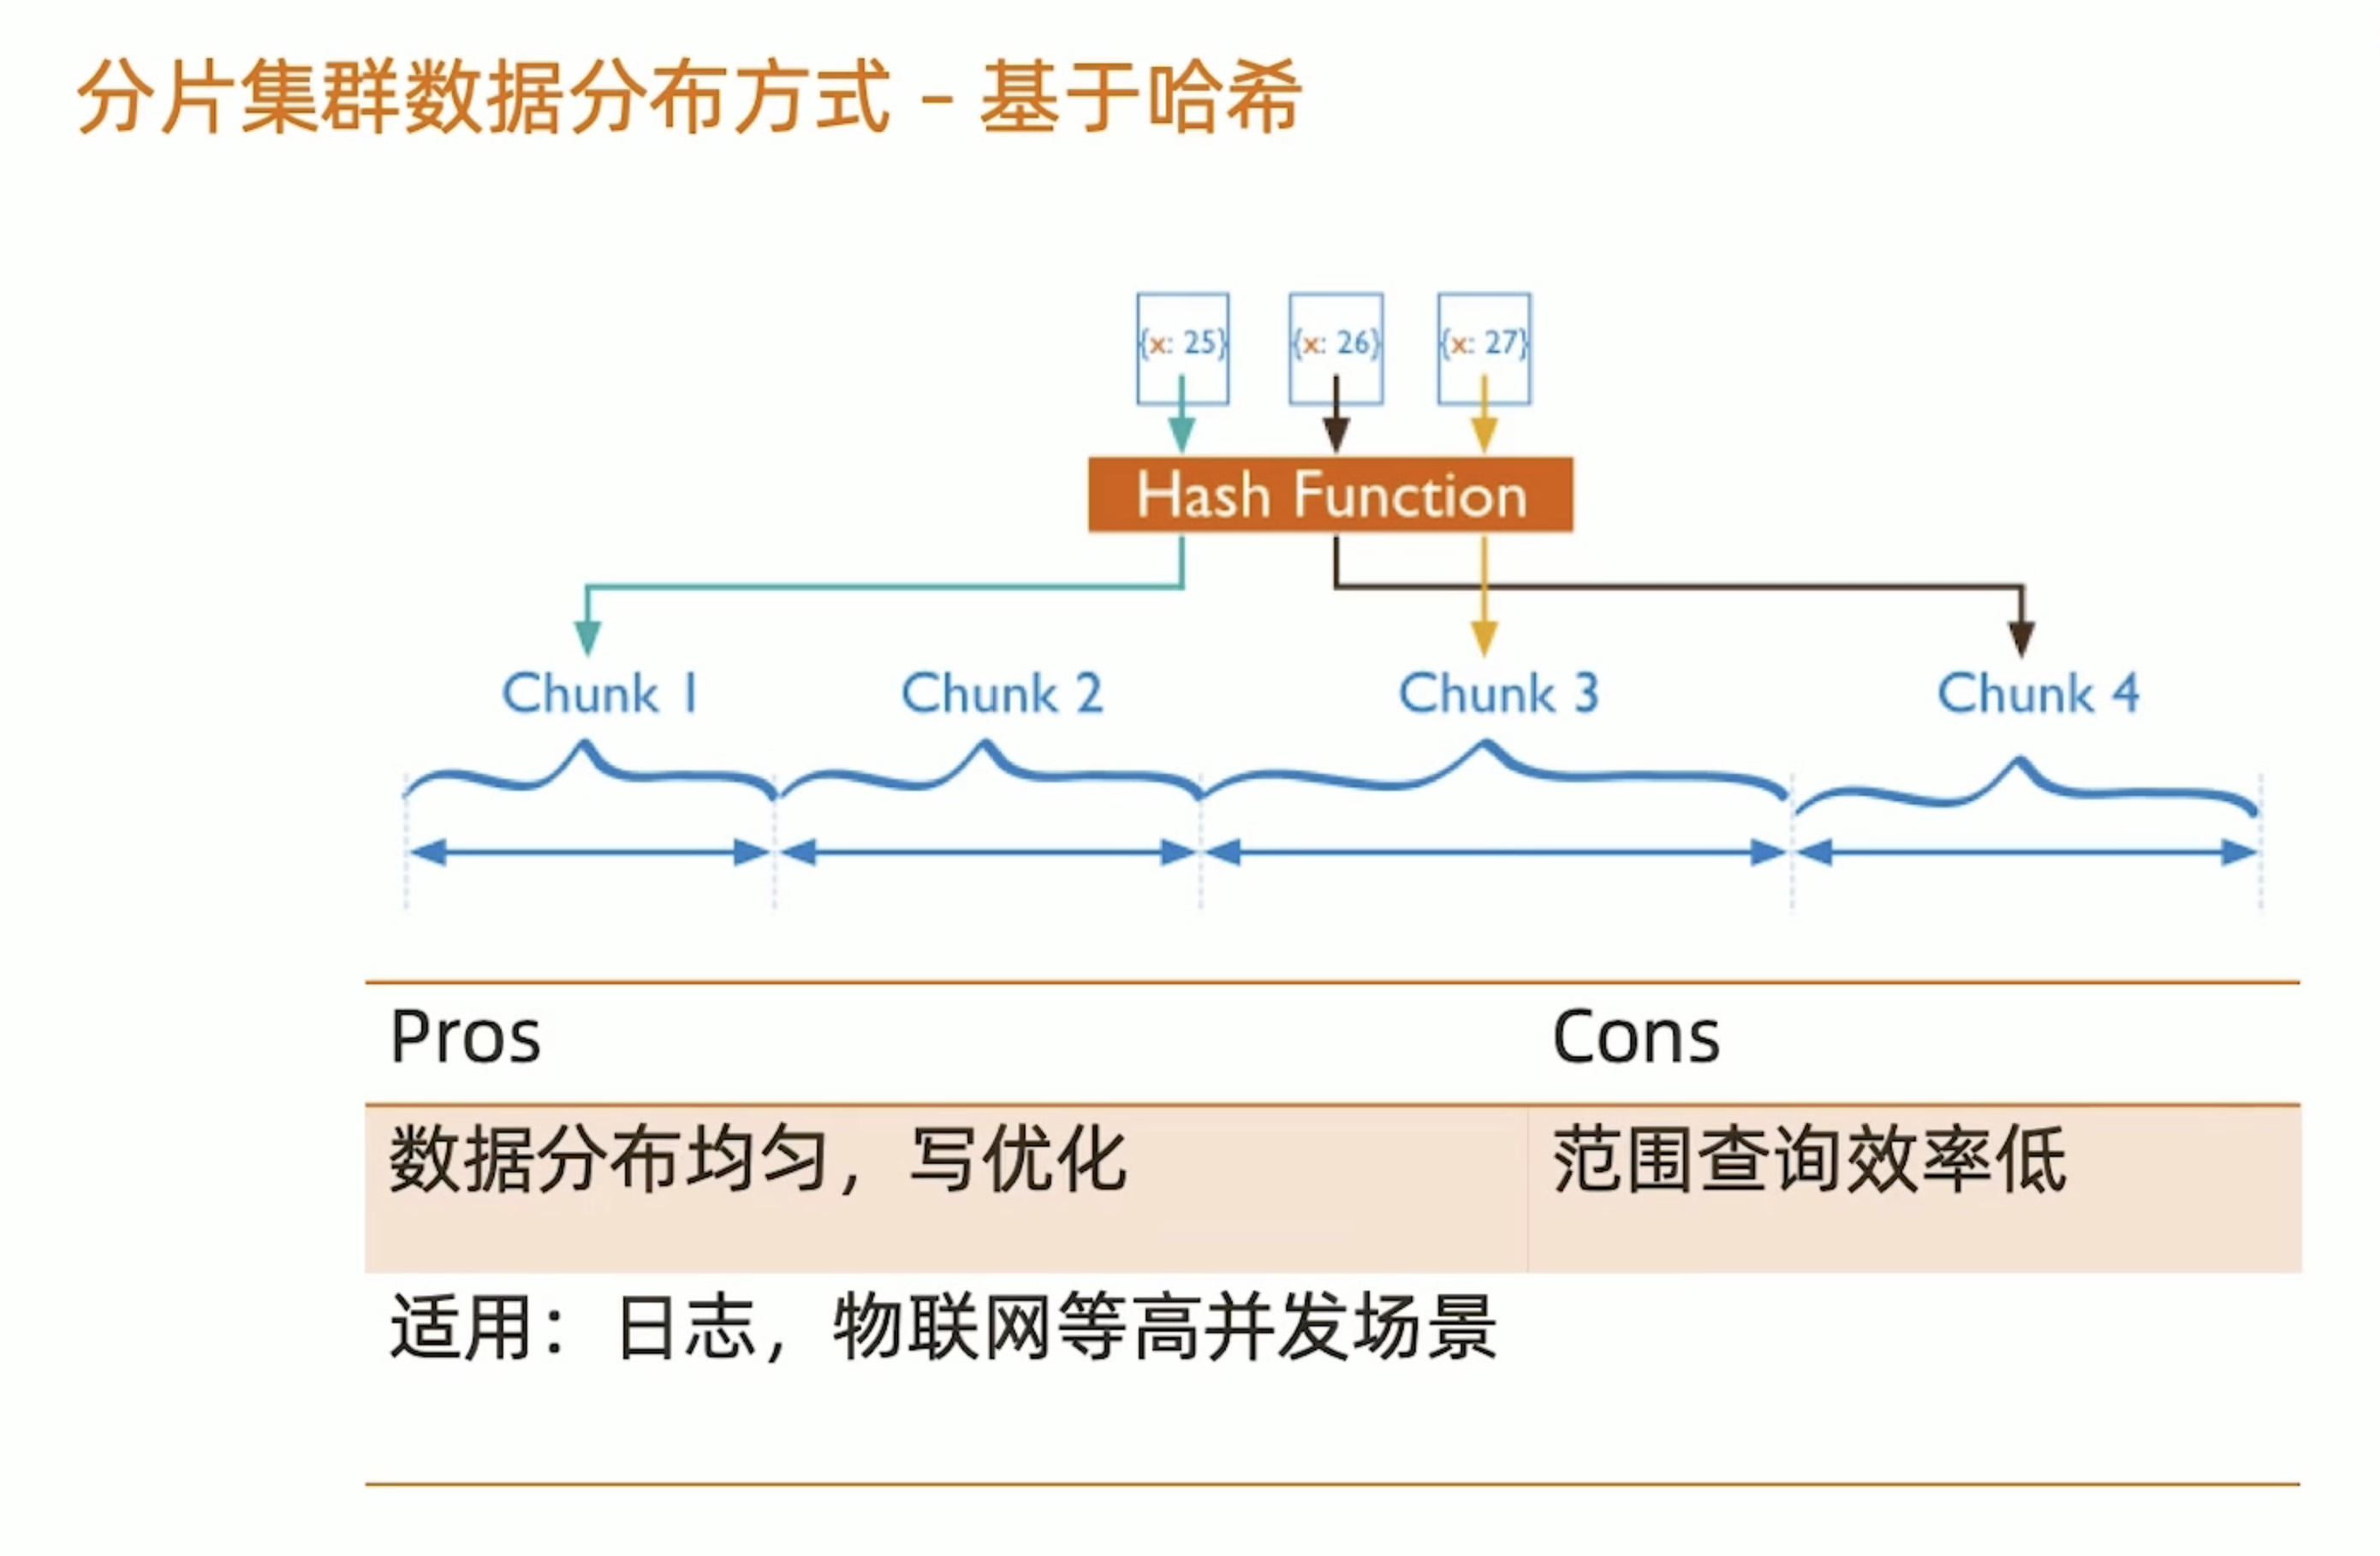 分片集群数据分布方式 – 基于哈希
{x: 25} {x: 26} {x: 27}
Hash Function
Chunk 1 Chunk 2 Chunk 3 Chunk 4
Pros Cons
数据分布均匀，写优化 范围查询效率低
适用：日志，物联网等高并发场景